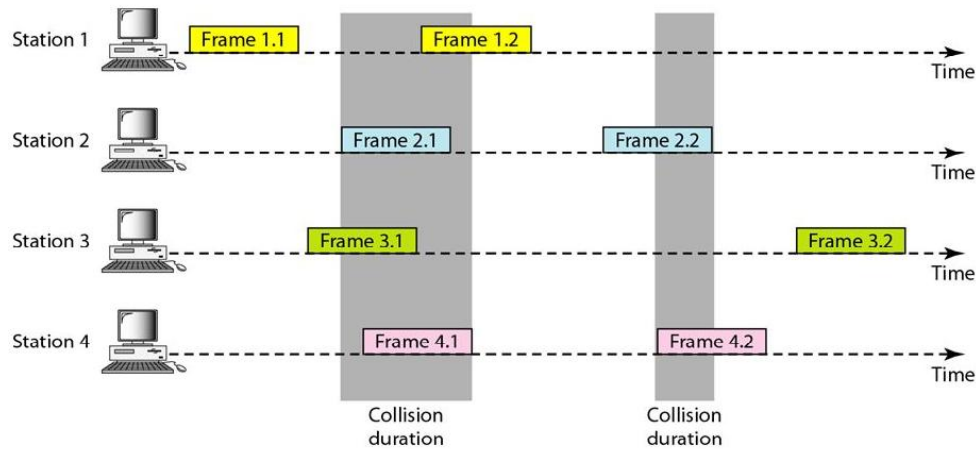 Station 1
Frame 1.1
Frame 1.2
Time
Station 2
Frame 2.1
Frame 2.2
Time
Station 3
Frame 3.1
Frame 3.2
Time
Station 4
Frame 4.1
Frame 4.2
Time
Collision
duration
Collision
duration